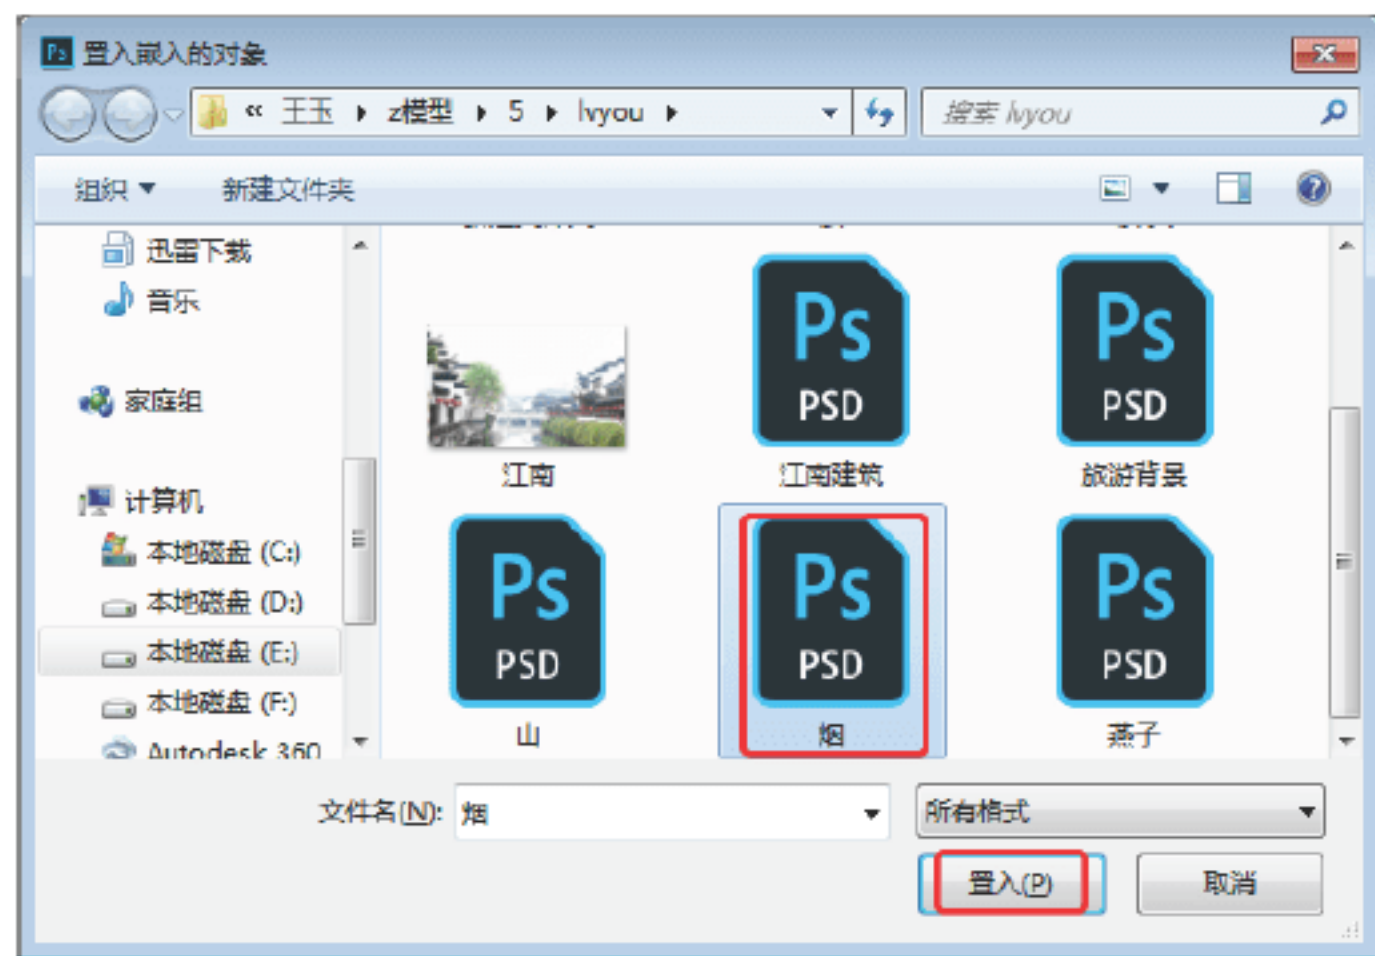 Ps 置入嵌入的对象
« 王玉 ▸ z模型 ▸ 5 ▸ lvyou ▸
搜索 lvyou
组织 ▼ 新建文件夹
迅雷下载
音乐
家庭组
计算机
本地磁盘 (C:)
本地磁盘 (D:)
本地磁盘 (E:)
本地磁盘 (F:)
Autodesk 360
Ps
PSD
Ps
PSD
江南
江南建筑
旅游背景
Ps
PSD
Ps
PSD
Ps
PSD
山
烟
燕子
文件名(N): 烟
所有格式
置入(P)
取消